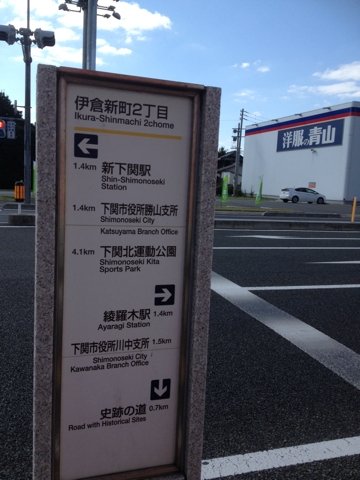 伊倉新町2丁目
Ika-Shinmachi 2chome
←
新下関駅
1.4km
Shin-Shimonoseki
Station
1.4km 下関市役所勝山支所
Shimonoseki City
Katsuyama Branch Office
4.1km 下関北運動公園
Shimonoseki Kita
Sports Park
→
綾羅木駅 1.4km
Ayaragi Station
下関市役所川中支所 1.5km
Shimonoseki City
Kawanaka Branch Office
↓
史跡の道 0.7km
Road with Historical Sites
洋服の青山